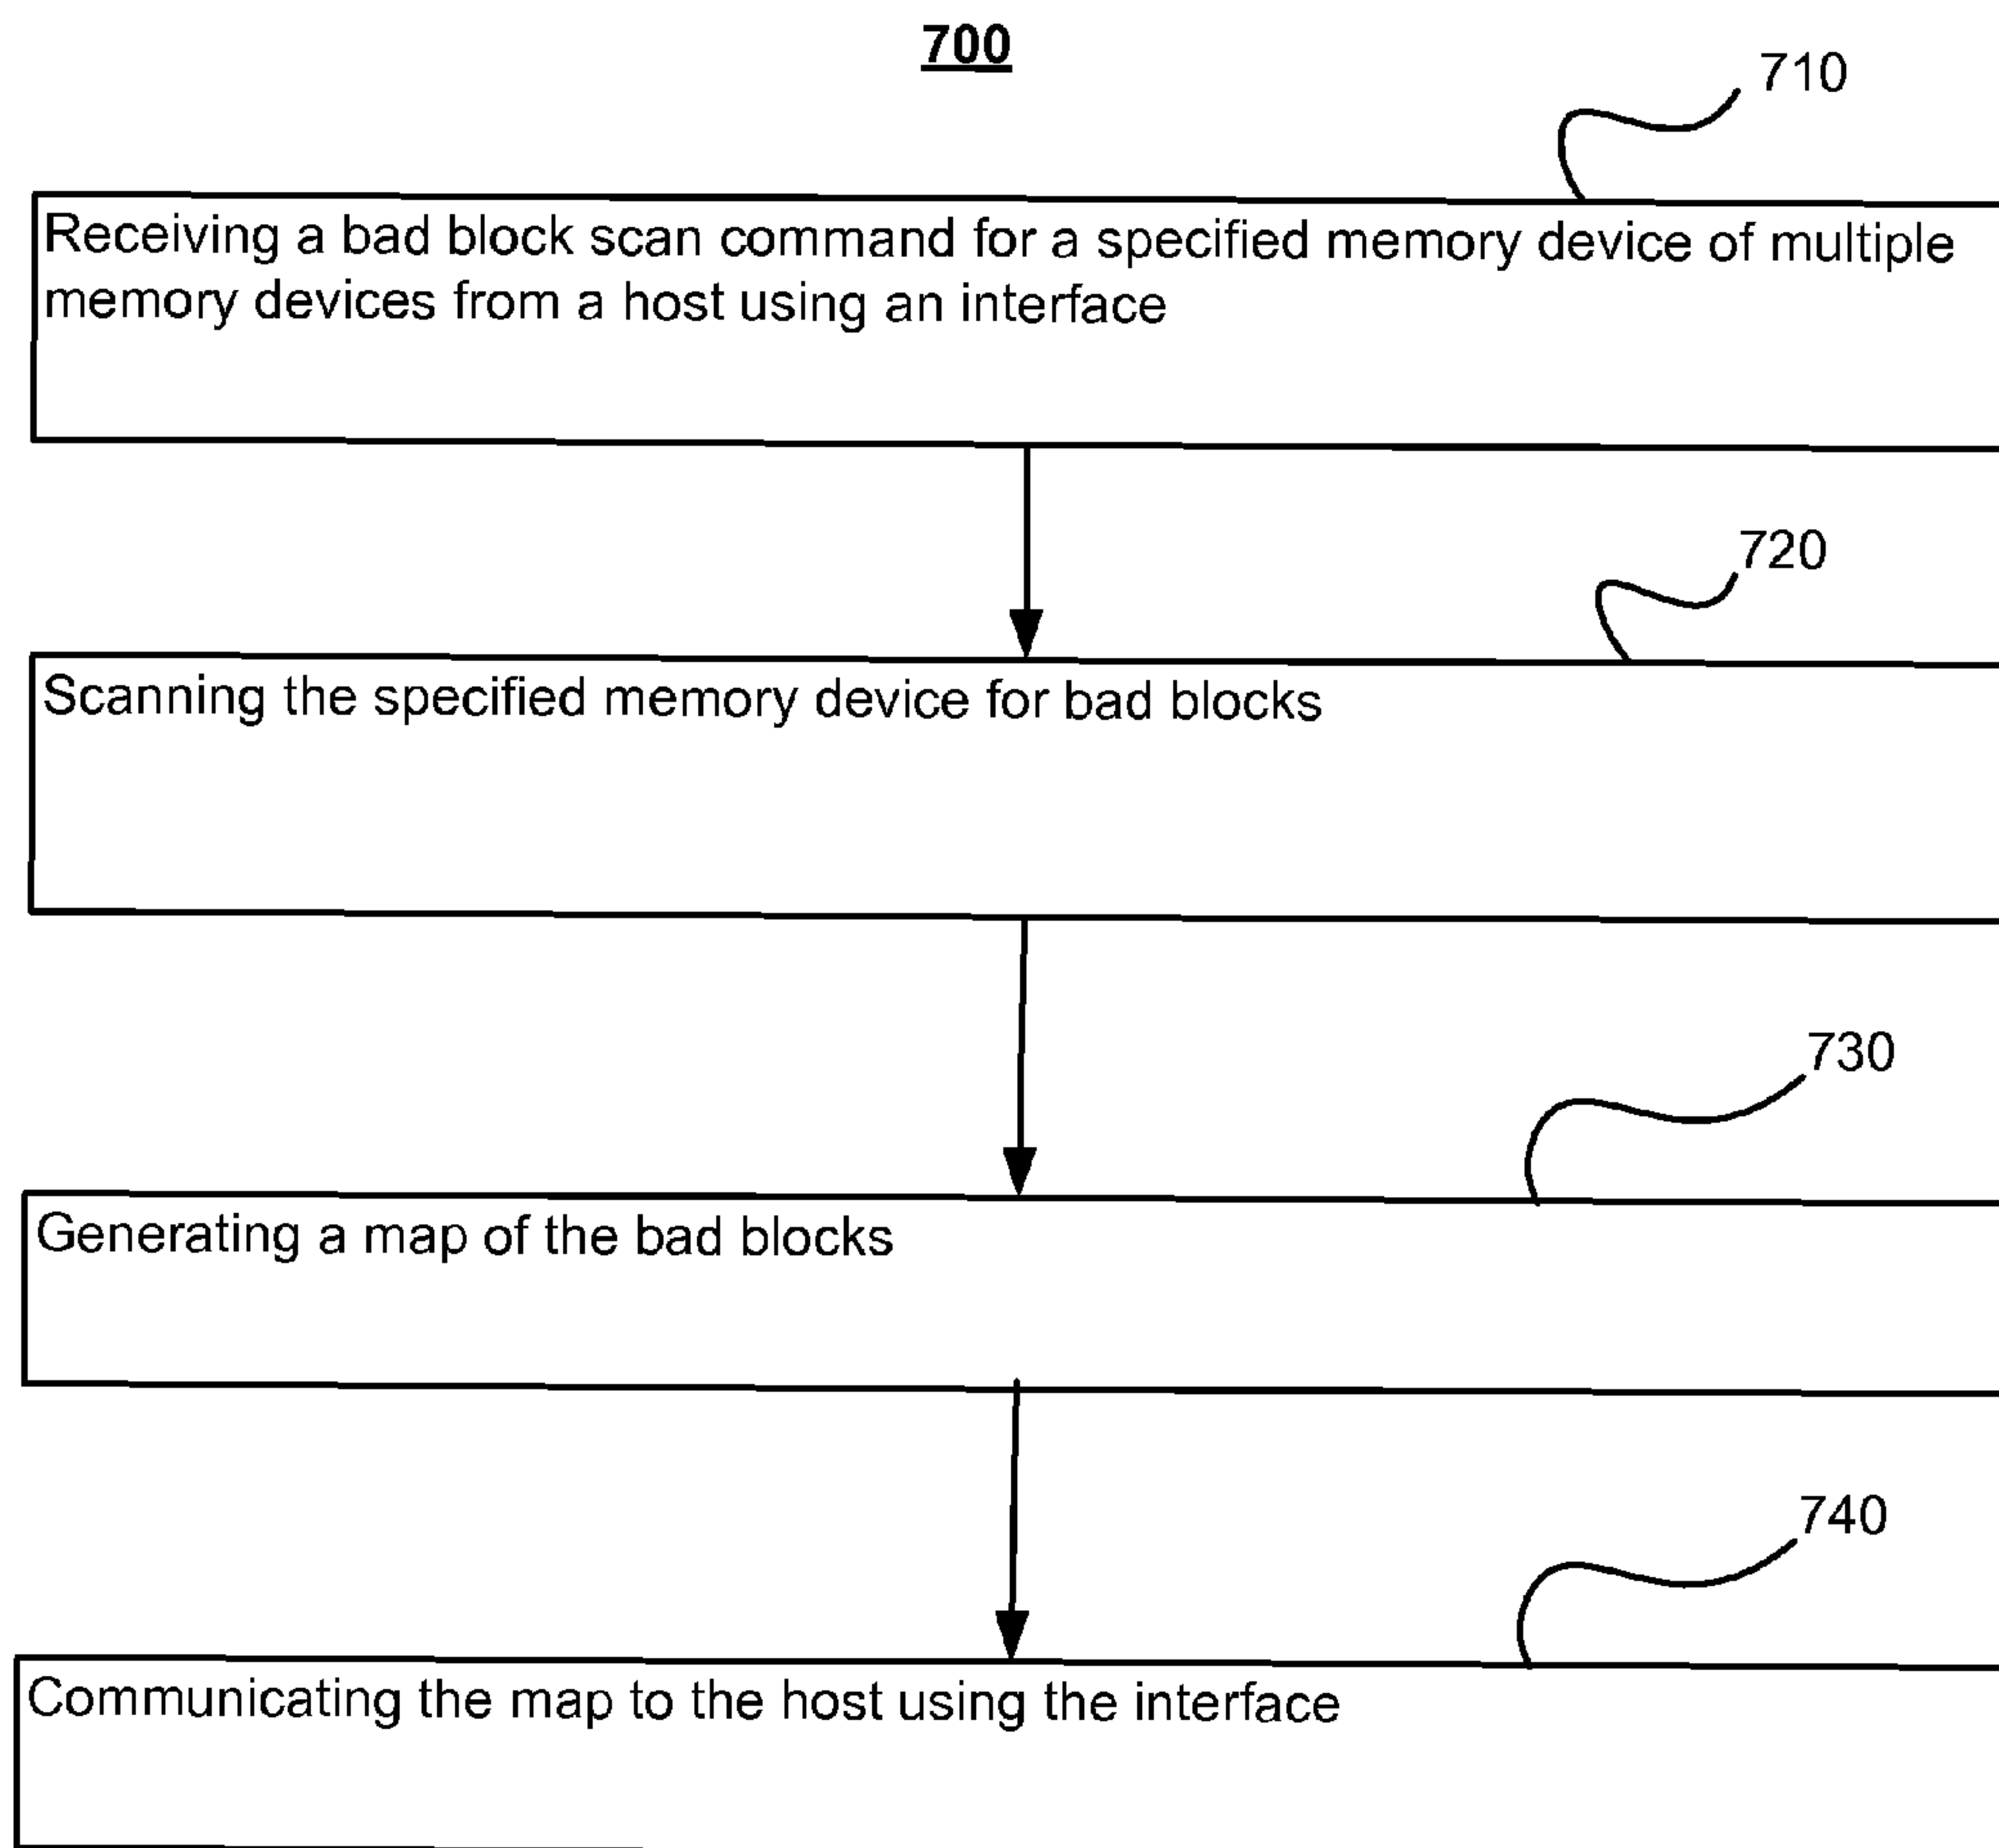 700
710
Receiving a bad block scan command for a specified memory device of multiple
memory devices from a host using an interface
720
Scanning the specified memory device for bad blocks
730
Generating a map of the bad blocks
740
Communicating the map to the host using the interface